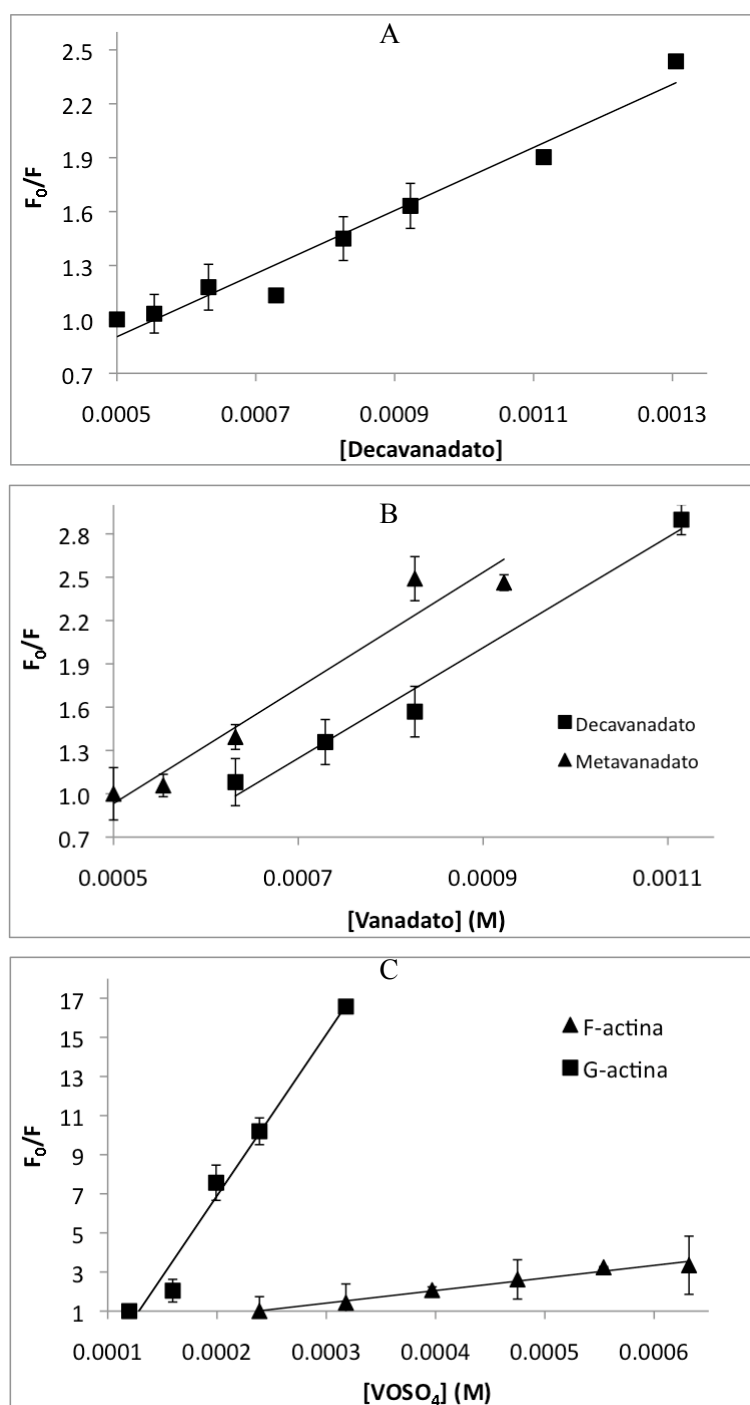 A
2.5
2.2
1.9
1.6
1.3
1.0
0.7
F₀/F
0.0005 0.0007 0.0009 0.0011 0.0013
[Decavanadato]
B
2.8
2.5
2.2
1.9
1.6
1.3
1.0
0.7
F₀/F
Decavanadato
Metavanadato
0.0005 0.0007 0.0009 0.0011
[Vanadato] (M)
C
17
15
13
11
9
7
5
3
1
F₀/F
F-actina
G-actina
0.0001 0.0002 0.0003 0.0004 0.0005 0.0006
[VOSO₄] (M)